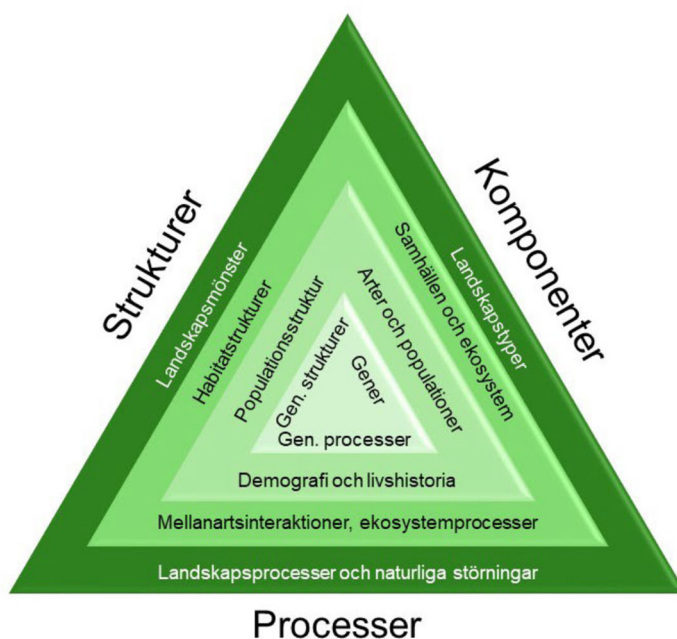 Strukturer
Komponenter
Landskapsmönster
Habitatstrukturer
Populationsstruktur
Gen. strukturer
Gener
Arter och populationer
Samhällen och ekosystem
Landskapstyper
Gen. processer
Demografi och livshistoria
Mellanartsinteraktioner, ekosystemprocesser
Landskapsprocesser och naturliga störningar
Processer